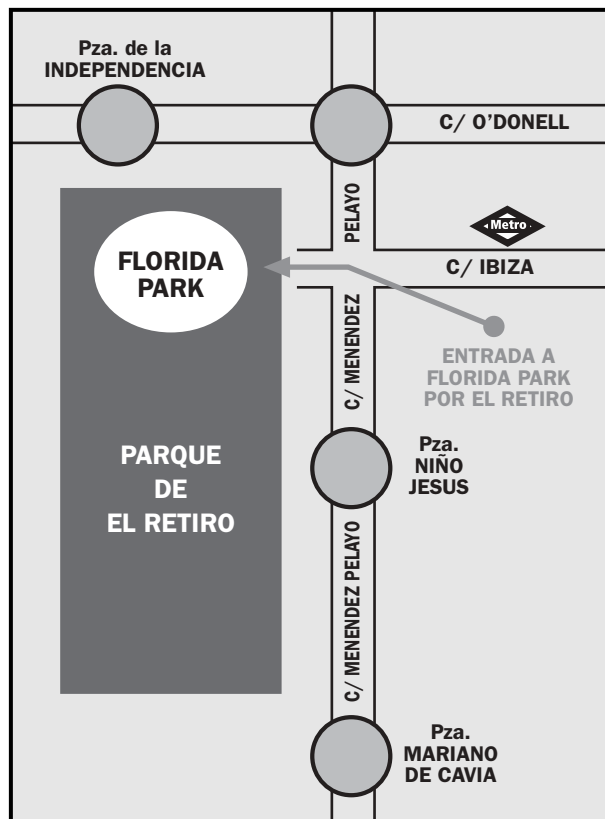 Pza. de la
INDEPENDENCIA
C/ O'DONELL
PELAYO
Metro
C/ IBIZA
FLORIDA
PARK
C/ MENENDEZ
ENTRADA A
FLORIDA PARK
POR EL RETIRO
PARQUE
DE
EL RETIRO
Pza.
NIÑO
JESUS
C/ MENENDEZ PELAYO
Pza.
MARIANO
DE CAVIA